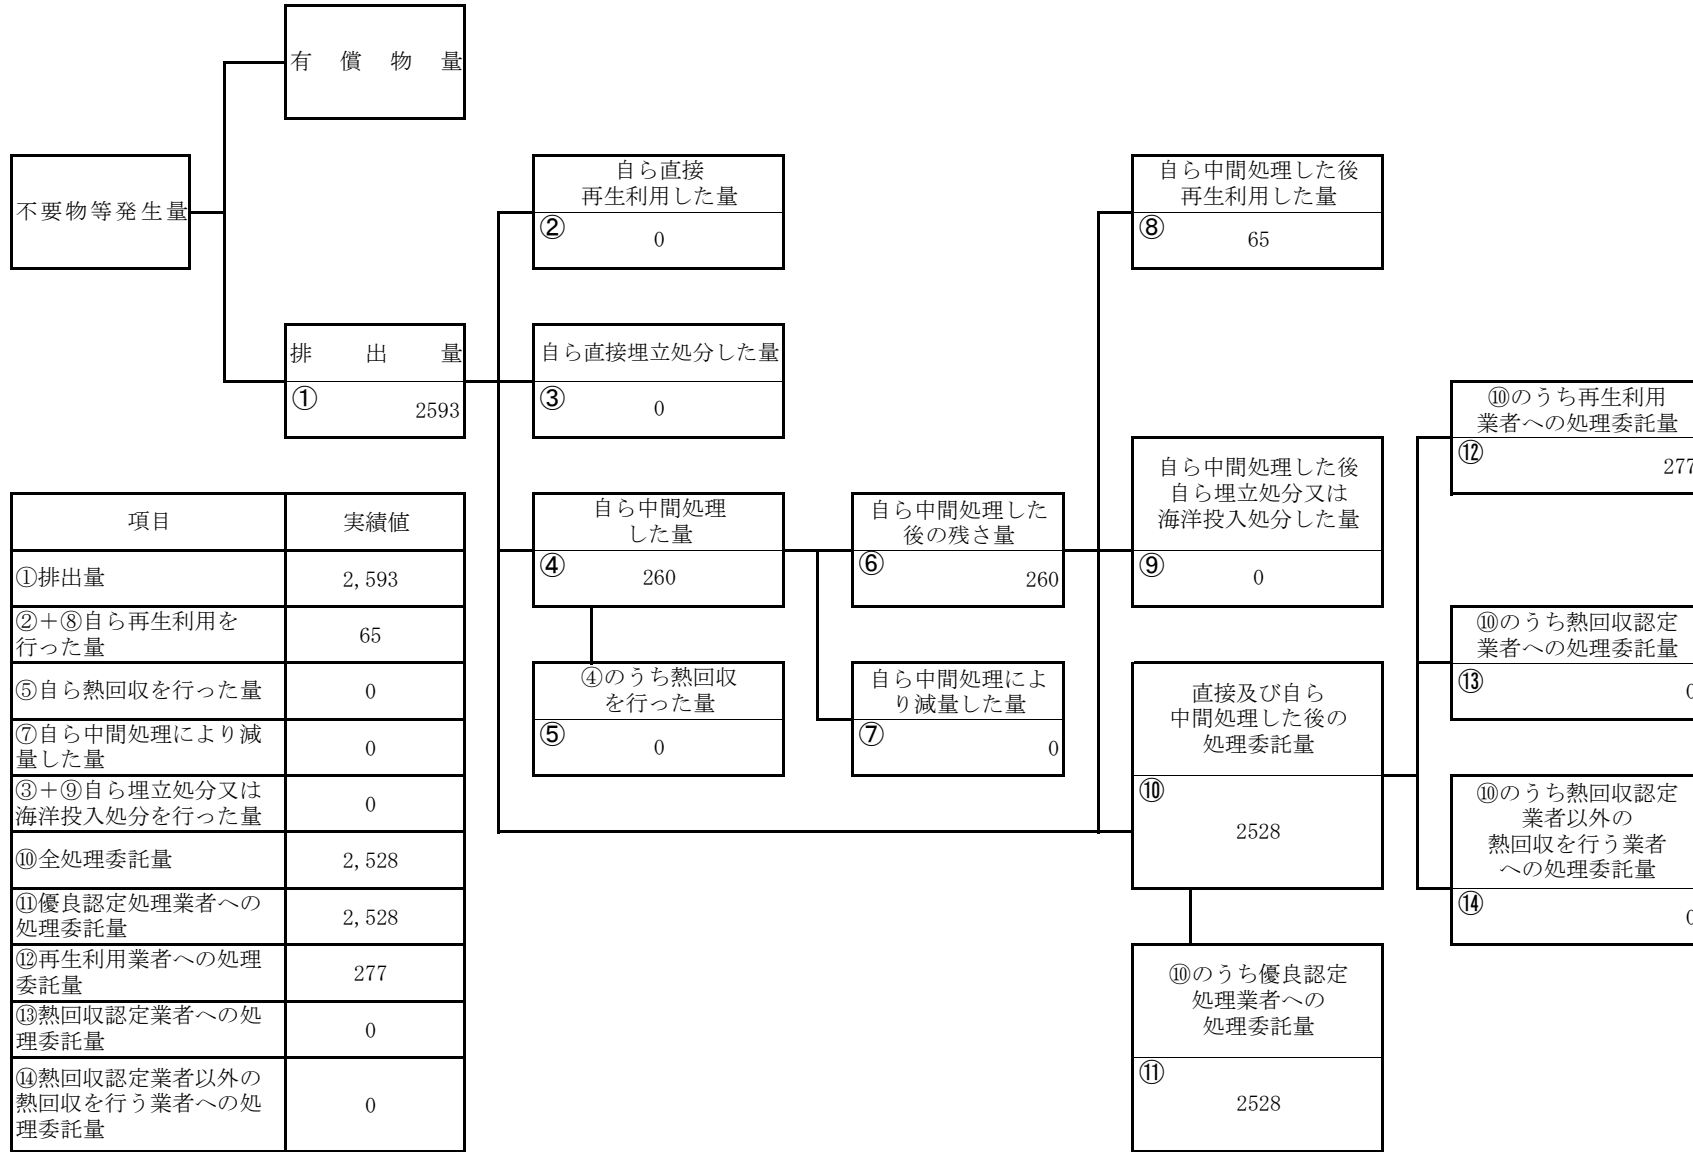 有償物量
不要物等発生量
排出量
①
2593
自ら直接
再生利用した量
②
0
自ら直接埋立処分した量
③
0
自ら中間処理
した量
④
260
④のうち熱回収
を行った量
⑤
0
自ら中間処理した
後の残さ量
⑥
260
自ら中間処理によ
り減量した量
⑦
0
自ら中間処理した後
再生利用した量
⑧
65
自ら中間処理した後
自ら埋立処分又は
海洋投入処分した量
⑨
0
直接及び自ら
中間処理した後の
処理委託量
⑩
2528
⑩のうち優良認定
処理業者への
処理委託量
⑪
2528
⑩のうち再生利用
業者への処理委託量
⑫
277
⑩のうち熱回収認定
業者への処理委託量
⑬
0
⑩のうち熱回収認定
業者以外の
熱回収を行う業者
への処理委託量
⑭
0
項目 実績値
①排出量 2,593
②+⑧自ら再生利用を
行った量 65
⑤自ら熱回収を行った量 0
⑦自ら中間処理により減
量した量 0
③+⑨自ら埋立処分又は
海洋投入処分を行った量 0
⑩全処理委託量 2,528
⑪優良認定処理業者への
処理委託量 2,528
⑫再生利用業者への処理
委託量 277
⑬熱回収認定業者への処
理委託量 0
⑭熱回収認定業者以外の
熱回収を行う業者への処
理委託量 0